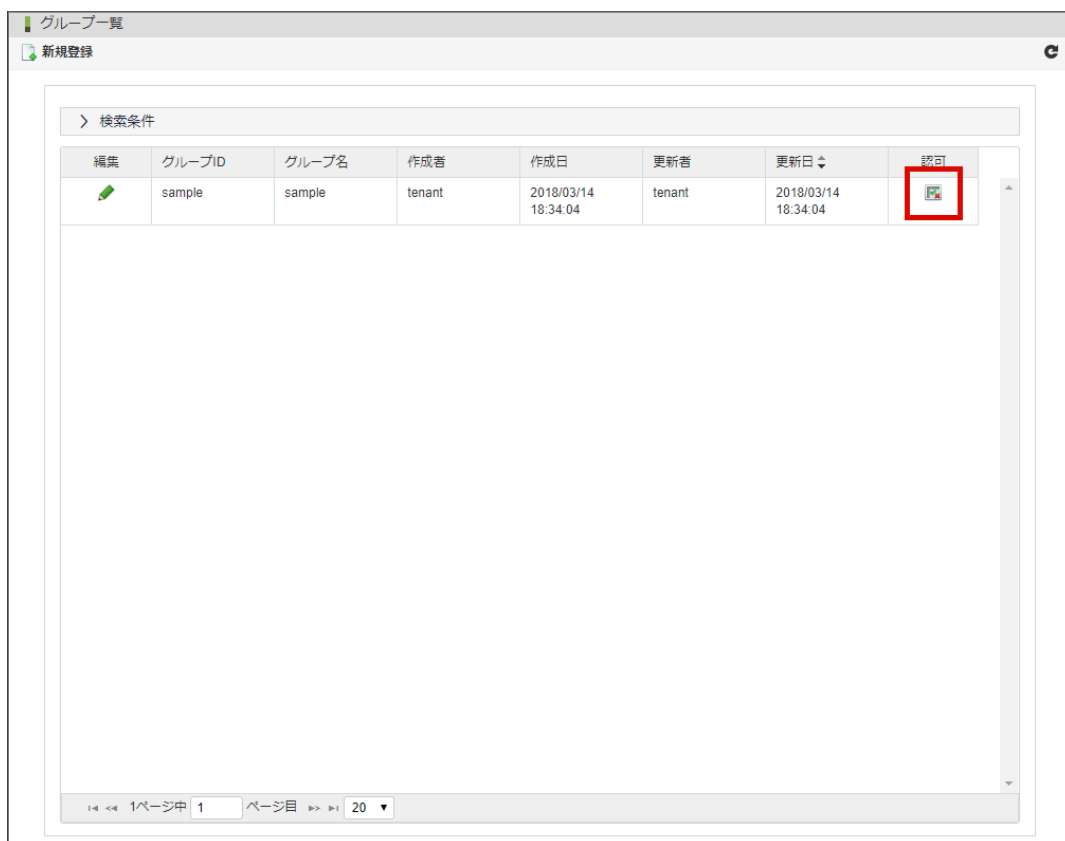 グループ一覧
新規登録
検索条件
編集 グループID グループ名 作成者 作成日 更新者 更新日 認可
sample sample tenant 2018/03/14 tenant 2018/03/14
18:34:04 18:34:04
1ページ中 1 ページ目 20